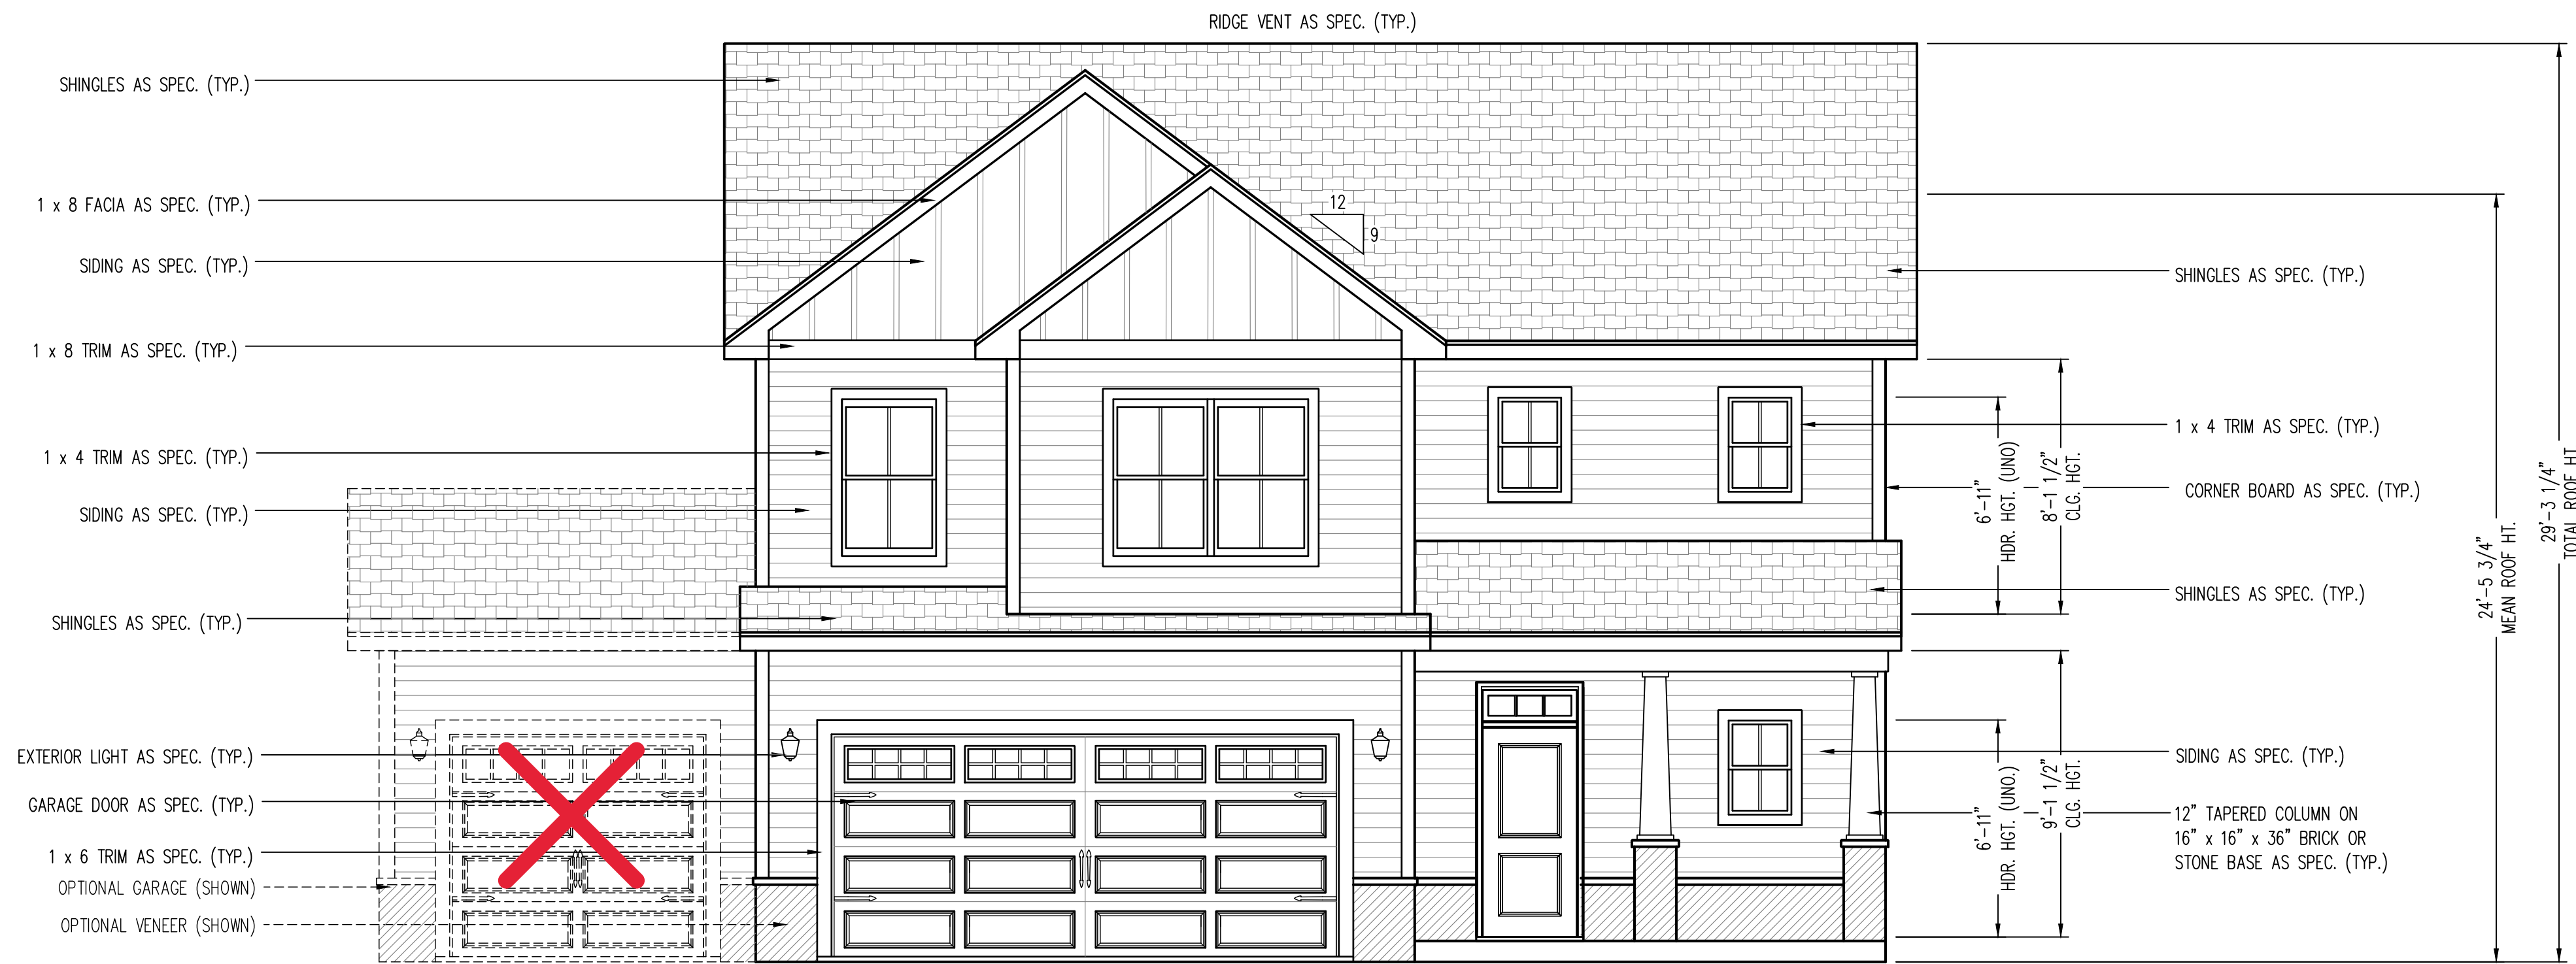 RIDGE VENT AS SPEC. (TYP.)
SHINGLES AS SPEC. (TYP.)
1 x 8 FACIA AS SPEC. (TYP.)
SIDING AS SPEC. (TYP.)
1 x 8 TRIM AS SPEC. (TYP.)
1 x 4 TRIM AS SPEC. (TYP.)
SIDING AS SPEC. (TYP.)
SHINGLES AS SPEC. (TYP.)
EXTERIOR LIGHT AS SPEC. (TYP.)
GARAGE DOOR AS SPEC. (TYP.)
1 x 6 TRIM AS SPEC. (TYP.)
OPTIONAL GARAGE (SHOWN)
OPTIONAL VENEER (SHOWN)
12
9
SHINGLES AS SPEC. (TYP.)
1 x 4 TRIM AS SPEC. (TYP.)
CORNER BOARD AS SPEC. (TYP.)
SHINGLES AS SPEC. (TYP.)
SIDING AS SPEC. (TYP.)
12" TAPERED COLUMN ON
16" x 16" x 36" BRICK OR
STONE BASE AS SPEC. (TYP.)
6'-11"
HDR. HGT. (UNO)
8'-1 1/2"
CLG. HGT.
6'-11"
HDR. HGT. (UNO.)
9'-1 1/2"
CLG. HGT.
24'-5 3/4"
MEAN ROOF HT.
29'-3 1/4"
TOTAL ROOF HT